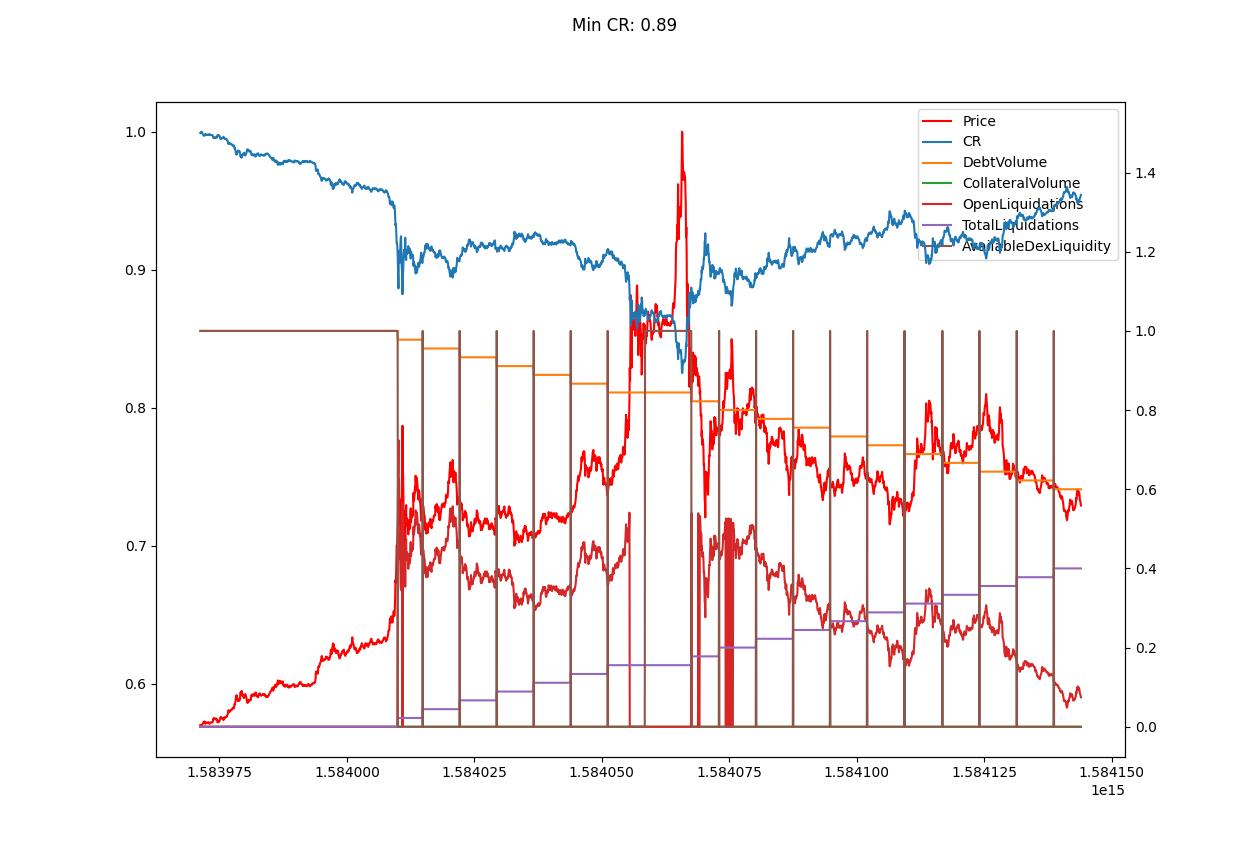 Min CR: 0.89
1.0
0.9
0.8
0.7
0.6
1.4
1.2
1.0
0.8
0.6
0.4
0.2
0.0
Price
CR
DebtVolume
CollateralVolume
OpenLiquidations
TotalLiquidations
AvailableDexLiquidity
1.583975 1.584000 1.584025 1.584050 1.584075 1.584100 1.584125 1.584150
1e15